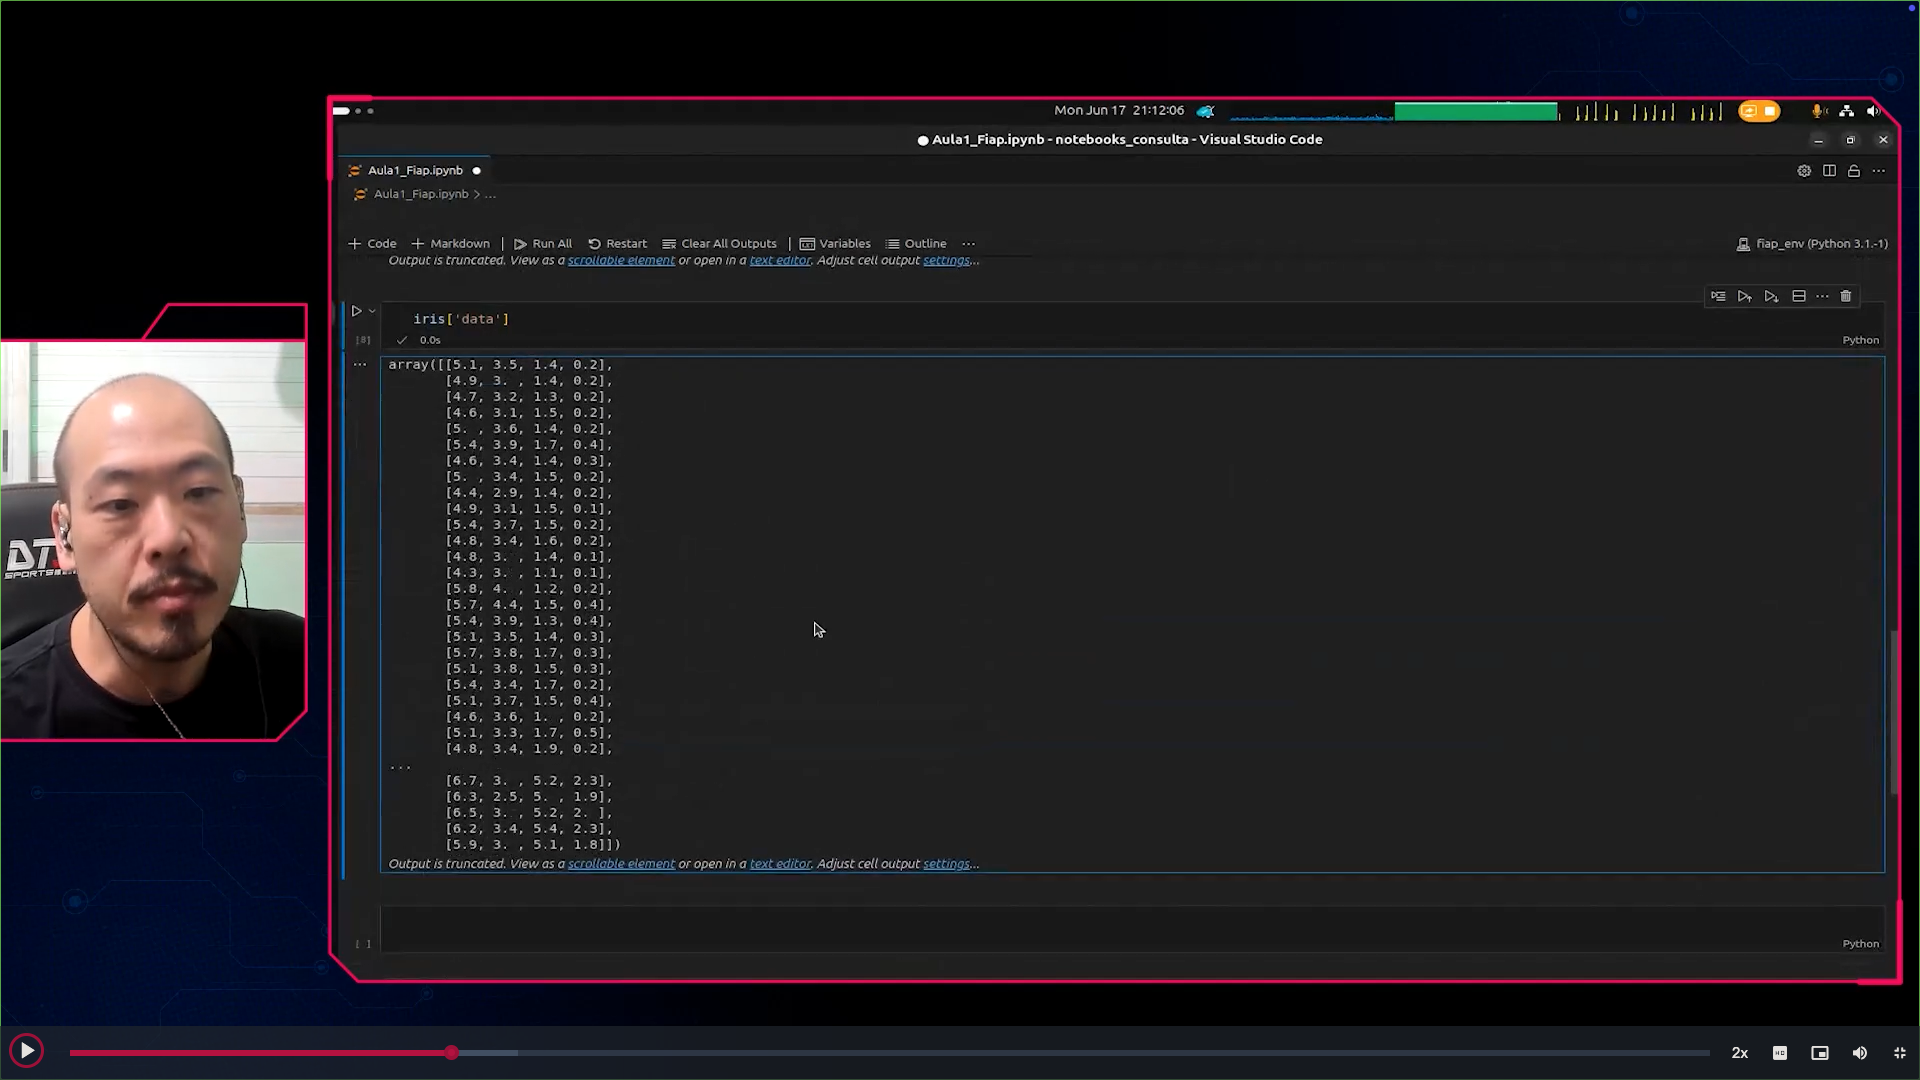 Mon Jun 17 21:12:06
Aula1_Fiap.ipynb - notebooks_consulta - Visual Studio Code
Aula1_Fiap.ipynb
Aula1_Fiap.ipynb > ...
+ Code + Markdown | Run All Restart Clear All Outputs | Variables Outline ... fiap_env (Python 3.1.-1)
Output is truncated. View as a scrollable element or open in a text editor. Adjust cell output settings...
iris['data']
[8] 0.0s Python
array([[5.1, 3.5, 1.4, 0.2],
[4.9, 3. , 1.4, 0.2],
[4.7, 3.2, 1.3, 0.2],
[4.6, 3.1, 1.5, 0.2],
[5. , 3.6, 1.4, 0.2],
[5.4, 3.9, 1.7, 0.4],
[4.6, 3.4, 1.4, 0.3],
[5. , 3.4, 1.5, 0.2],
[4.4, 2.9, 1.4, 0.2],
[4.9, 3.1, 1.5, 0.1],
[5.4, 3.7, 1.5, 0.2],
[4.8, 3.4, 1.6, 0.2],
[4.8, 3. , 1.4, 0.1],
[4.3, 3. , 1.1, 0.1],
[5.8, 4. , 1.2, 0.2],
[5.7, 4.4, 1.5, 0.4],
[5.4, 3.9, 1.3, 0.4],
[5.1, 3.5, 1.4, 0.3],
[5.7, 3.8, 1.7, 0.3],
[5.1, 3.8, 1.5, 0.3],
[5.4, 3.4, 1.7, 0.2],
[5.1, 3.7, 1.5, 0.4],
[4.6, 3.6, 1. , 0.2],
[5.1, 3.3, 1.7, 0.5],
[4.8, 3.4, 1.9, 0.2],
...
[6.7, 3. , 5.2, 2.3],
[6.3, 2.5, 5. , 1.9],
[6.5, 3. , 5.2, 2. ],
[6.2, 3.4, 5.4, 2.3],
[5.9, 3. , 5.1, 1.8]])
Output is truncated. View as a scrollable element or open in a text editor. Adjust cell output settings...
[ ] Python
2x
HD